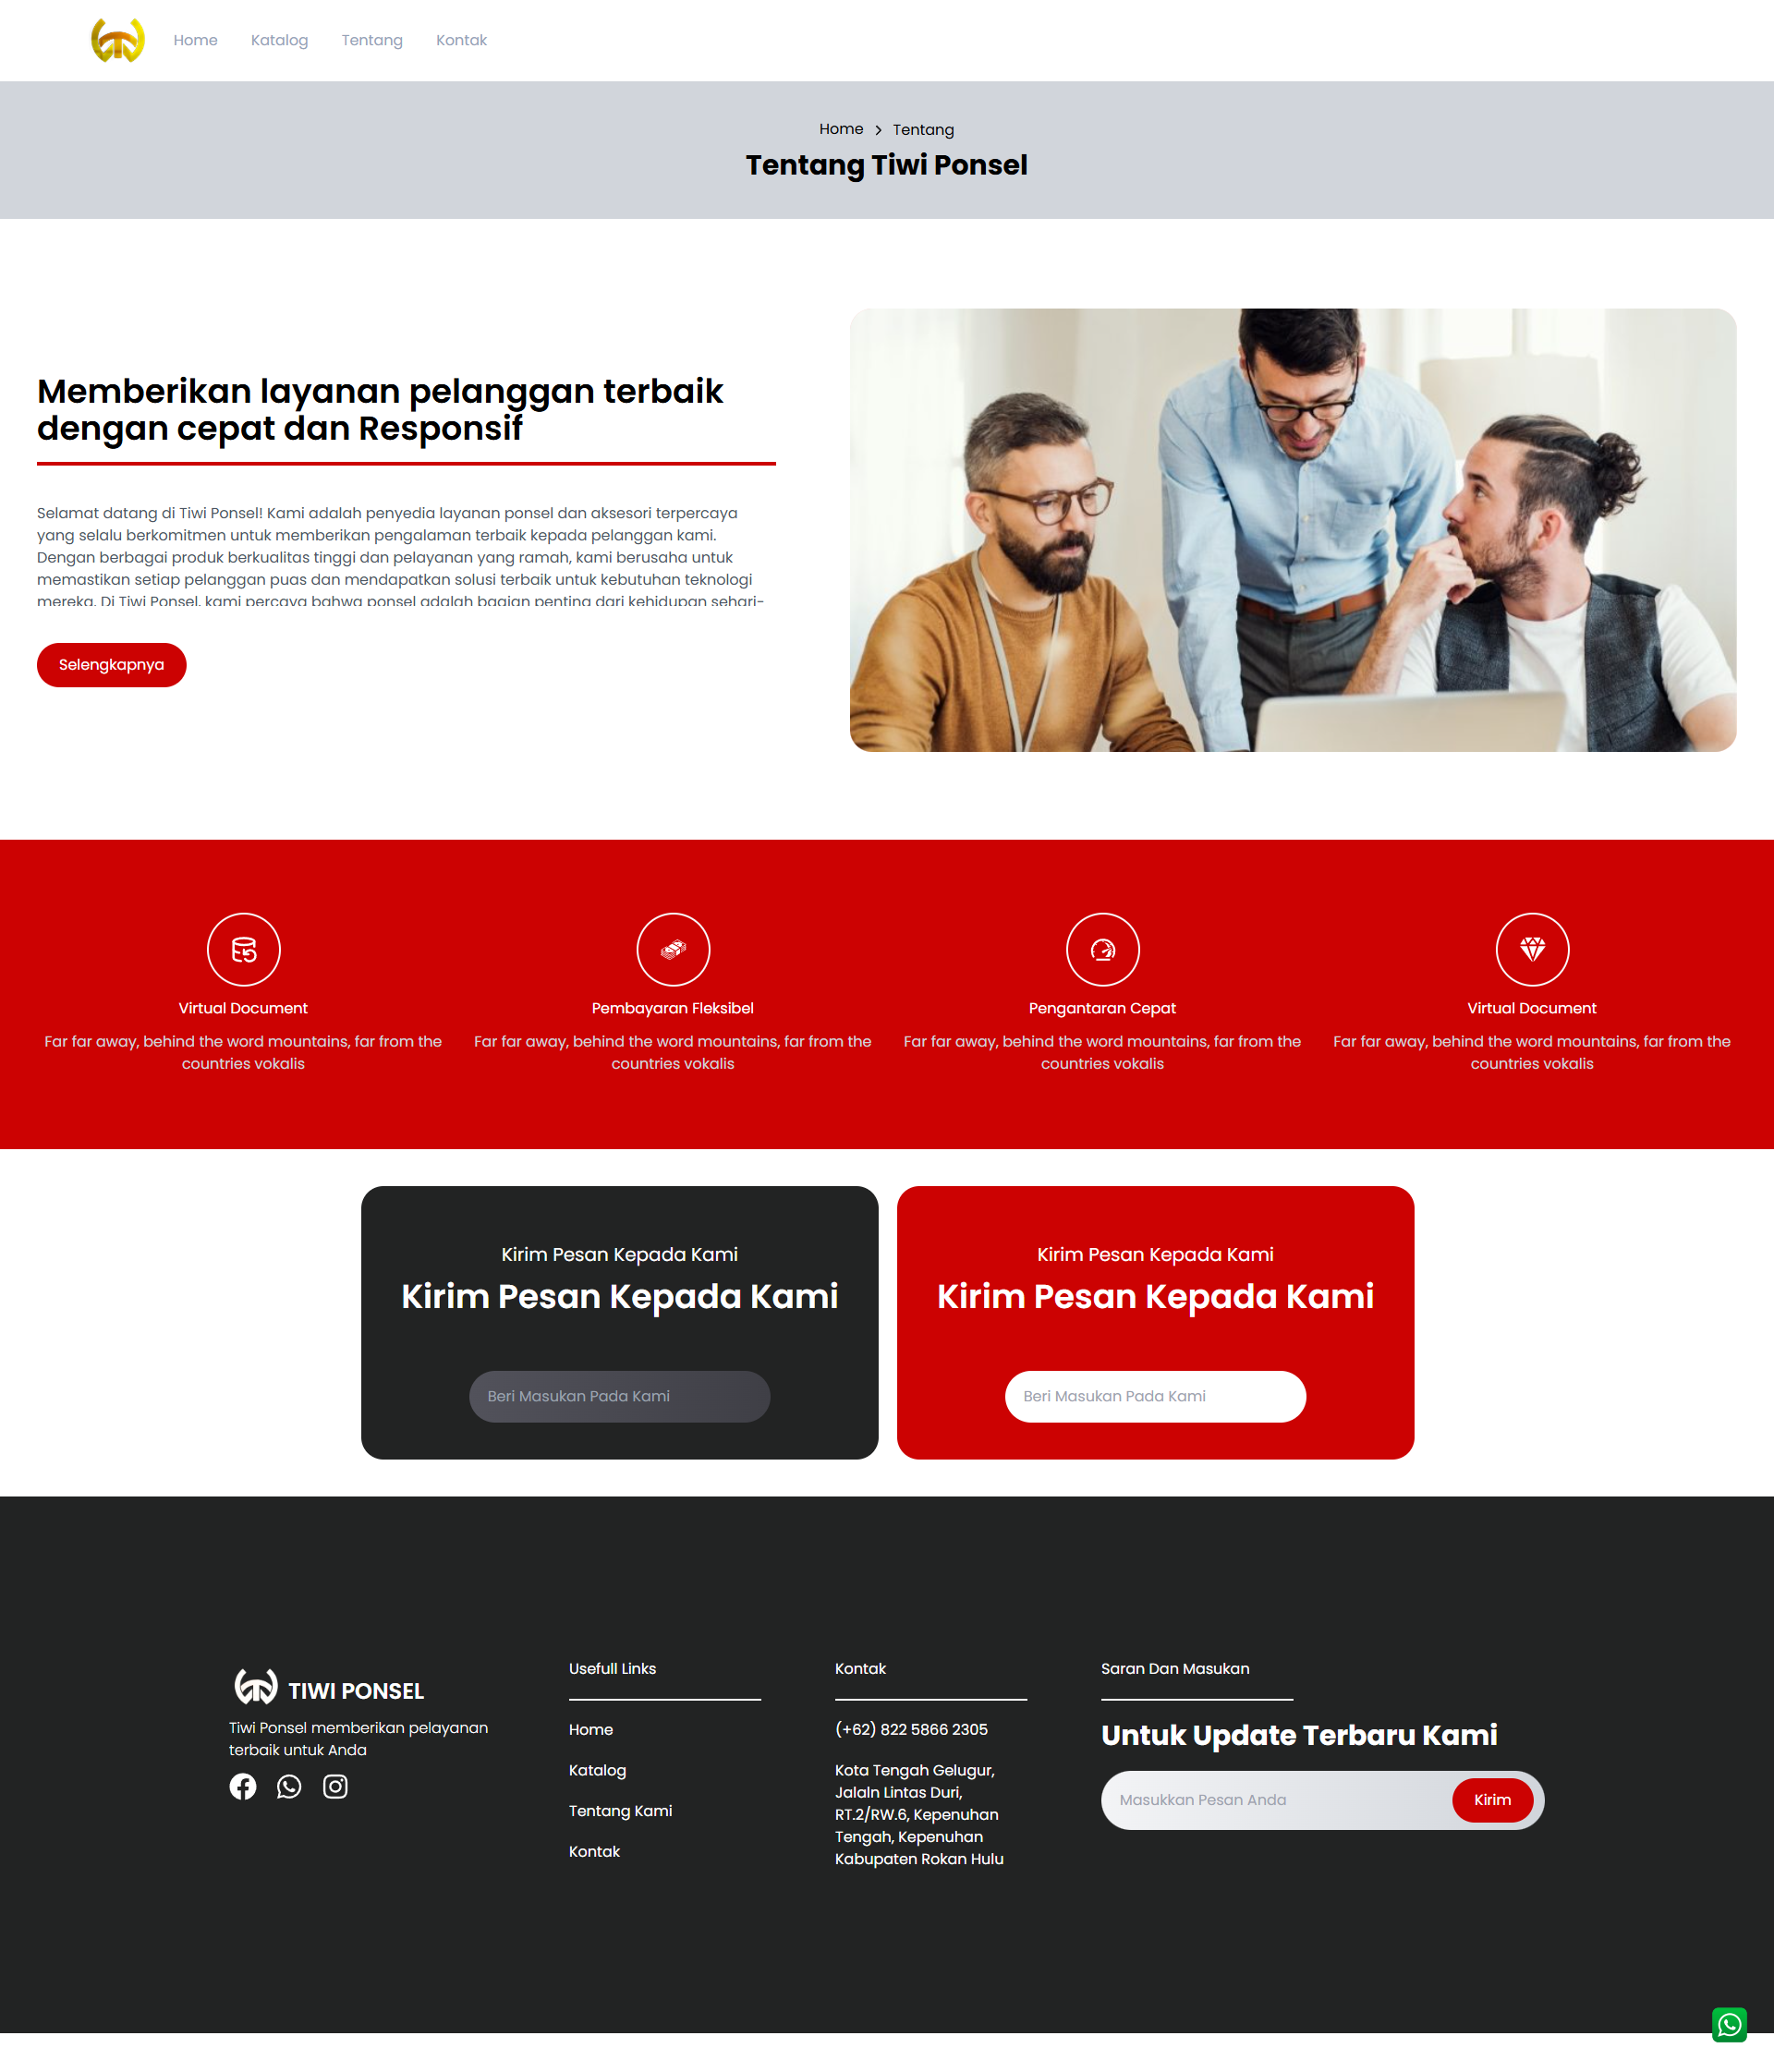 Home
Katalog
Tentang
Kontak
Home
Tentang
Tentang Tiwi Ponsel
Memberikan layanan pelanggan terbaik
dengan cepat dan Responsif
Selamat datang di Tiwi Ponsel! Kami adalah penyedia layanan ponsel dan aksesori terpercaya
yang selalu berkomitmen untuk memberikan pengalaman terbaik kepada pelanggan kami.
Dengan berbagai produk berkualitas tinggi dan pelayanan yang ramah, kami berusaha untuk
memastikan setiap pelanggan puas dan mendapatkan solusi terbaik untuk kebutuhan teknologi
mereka. Di Tiwi Ponsel, kami percaya bahwa ponsel adalah bagian penting dari kehidupan sehari-
Selengkapnya
Virtual Document
Far far away, behind the word mountains, far from the
countries vokalis
Pembayaran Fleksibel
Far far away, behind the word mountains, far from the
countries vokalis
Pengantaran Cepat
Far far away, behind the word mountains, far from the
countries vokalis
Virtual Document
Far far away, behind the word mountains, far from the
countries vokalis
Kirim Pesan Kepada Kami
Kirim Pesan Kepada Kami
Beri Masukan Pada Kami
Kirim Pesan Kepada Kami
Kirim Pesan Kepada Kami
Beri Masukan Pada Kami
TIWI PONSEL
Tiwi Ponsel memberikan pelayanan
terbaik untuk Anda
Usefull Links
Home
Katalog
Tentang Kami
Kontak
Kontak
(+62) 822 5866 2305
Kota Tengah Gelugur,
Jalaln Lintas Duri,
RT.2/RW.6, Kepenuhan
Tengah, Kepenuhan
Kabupaten Rokan Hulu
Saran Dan Masukan
Untuk Update Terbaru Kami
Masukkan Pesan Anda
Kirim